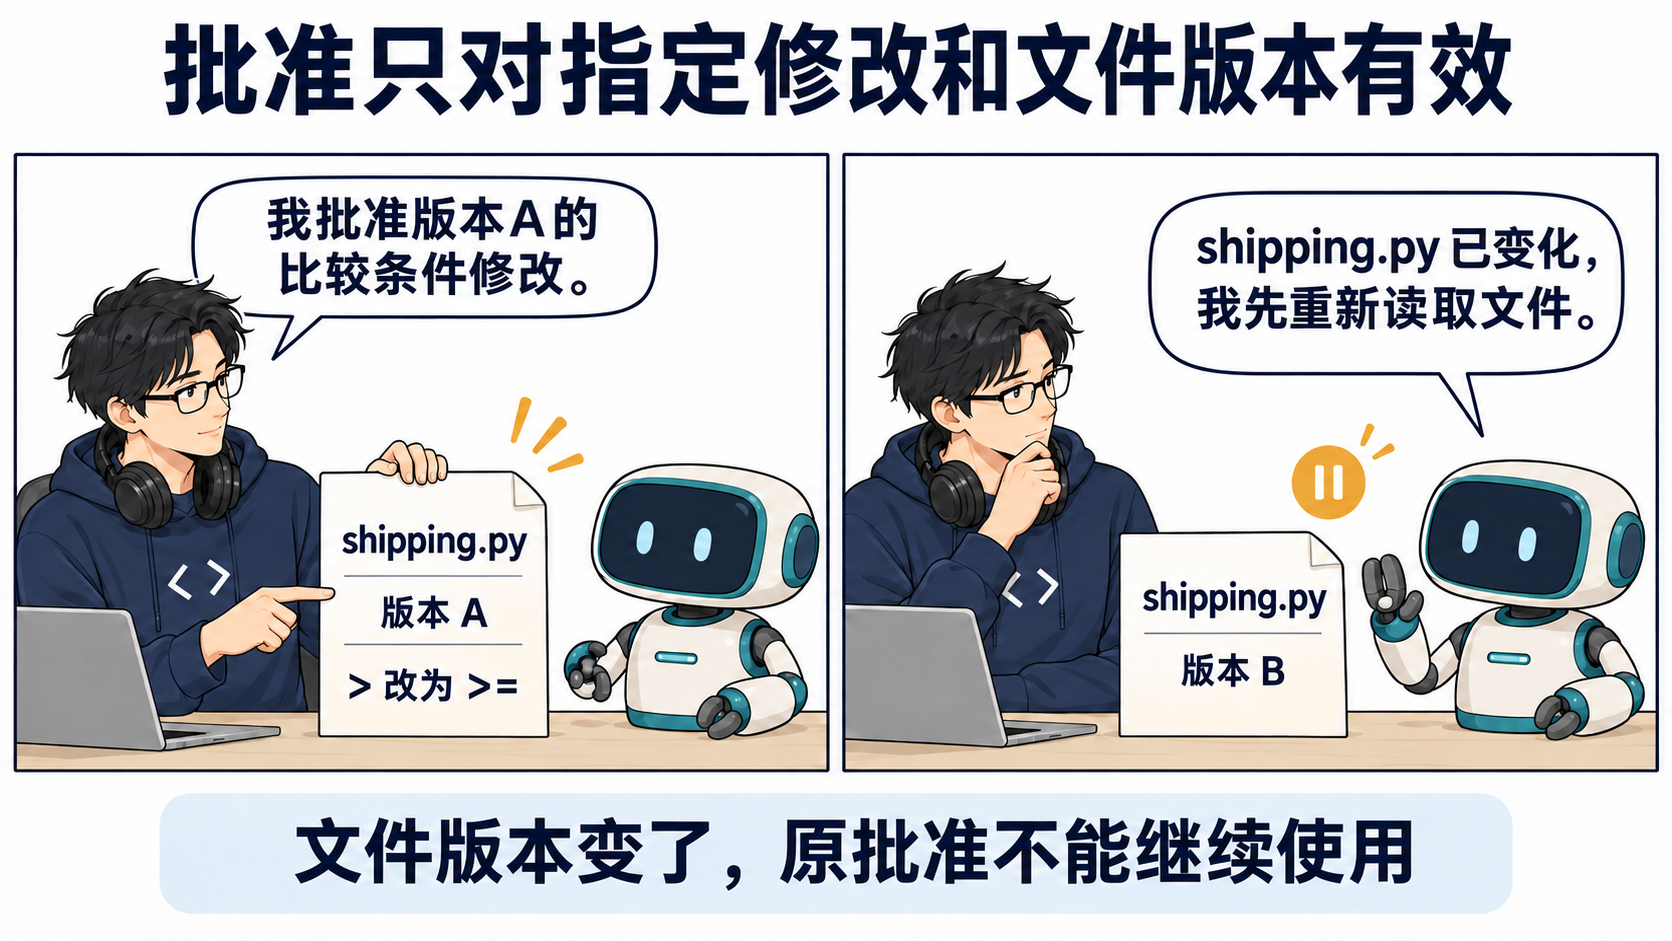 批准只对指定修改和文件版本有效
我批准版本A的
比较条件修改。
shipping.py
版本 A
> 改为 >=
< >
shipping.py 已变化，
我先重新读取文件。
shipping.py
版本 B
< >
文件版本变了，原批准不能继续使用